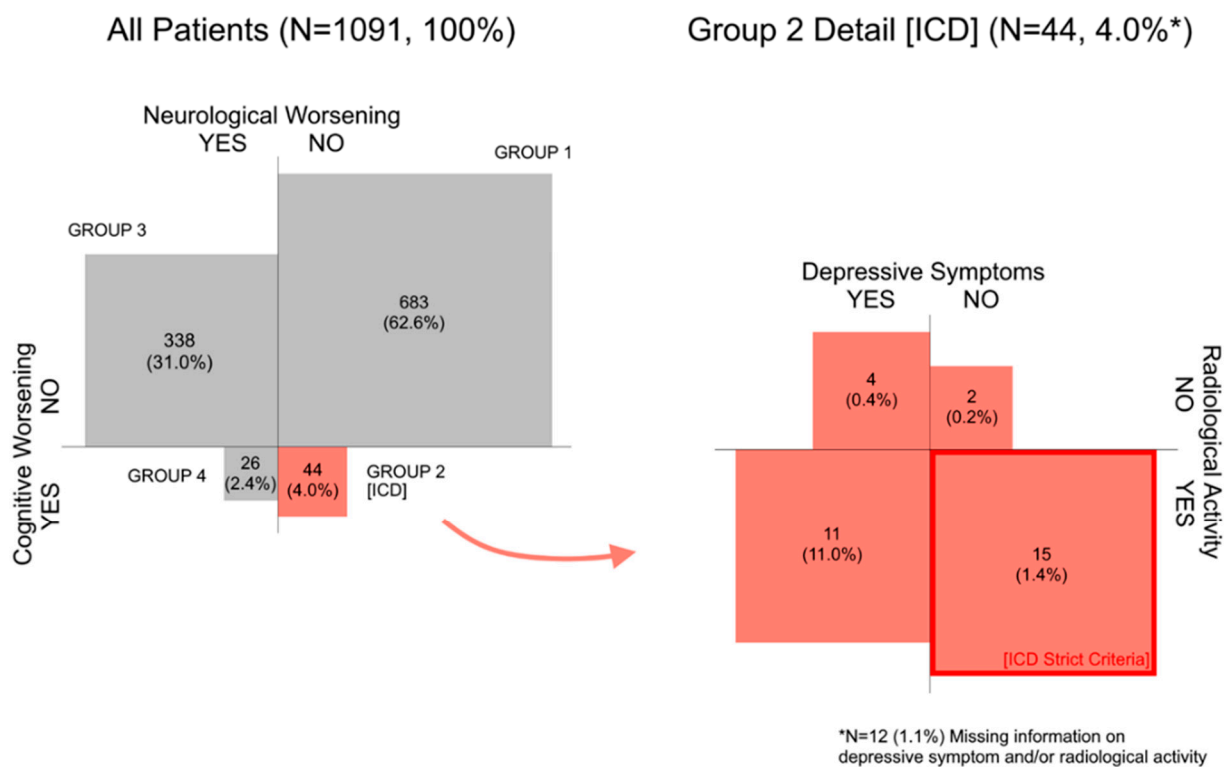 All Patients (N=1091, 100%)
Group 2 Detail [ICD] (N=44, 4.0%*)
Neurological Worsening
YES NO
GROUP 1
GROUP 3
683
(62.6%)
338
(31.0%)
Cognitive Worsening
NO
YES
GROUP 4
26
(2.4%)
44
(4.0%)
GROUP 2
[ICD]
Depressive Symptoms
YES NO
4
(0.4%)
2
(0.2%)
Radiological Activity
NO
YES
11
(11.0%)
15
(1.4%)
[ICD Strict Criteria]
*N=12 (1.1%) Missing information on
depressive symptom and/or radiological activity